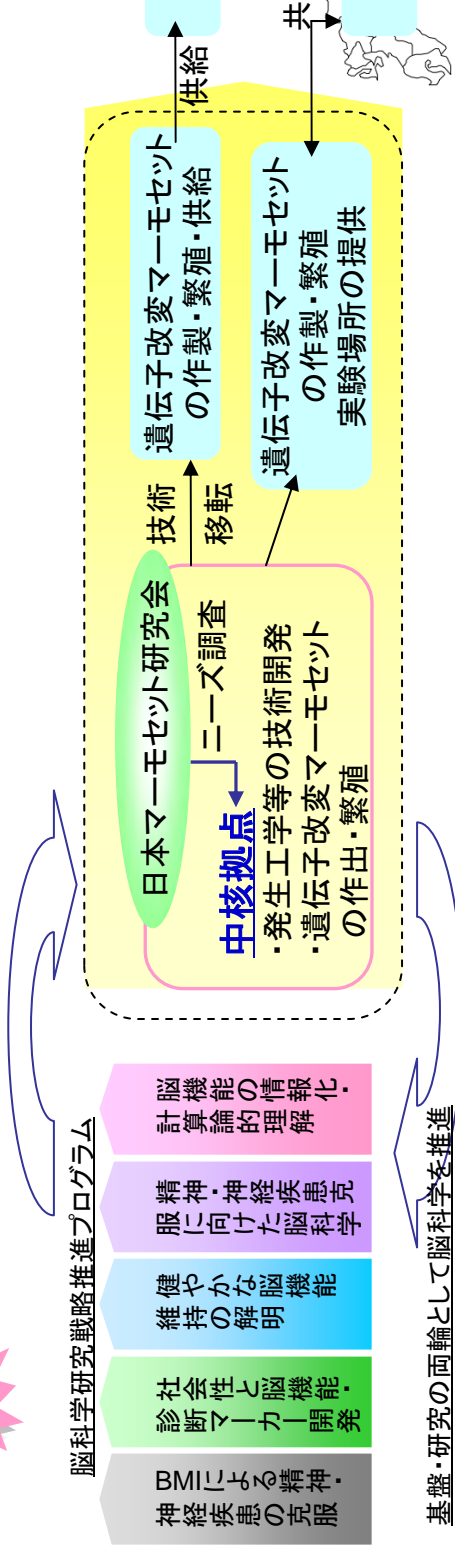 脳科学研究戦略推進プログラム
BMIによる精神・
神経疾患の克服
社会性と脳機能・
診断マーカー開
発
健やかな脳機能
維持の解明
精神・神経疾患克
服に向けた脳科学
脳機能の情報化・
計算論的理解
基盤・研究の両輪として脳科学を推進
日本マーモセット研究会
ニーズ調査
中核拠点
・発生工学等の技術開発
・遺伝子改変マーモセット
の作出・繁殖
技術
移転
遺伝子改変マーモセット
の作製・繁殖・供給
供給
遺伝子改変マーモセット
の作製・繁殖
実験場所の提供
共